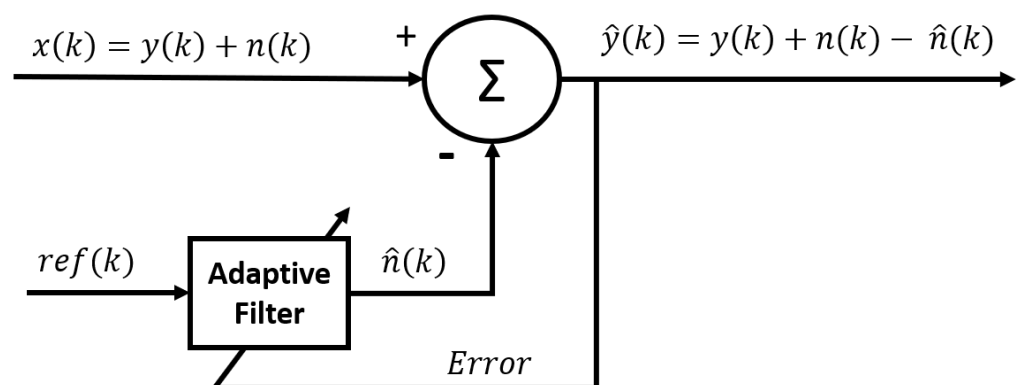 x(k) = y(k) + n(k)
+
Σ
ŷ(k) = y(k) + n(k) − n̂(k)
-
ref(k)
Adaptive
Filter
n̂(k)
Error